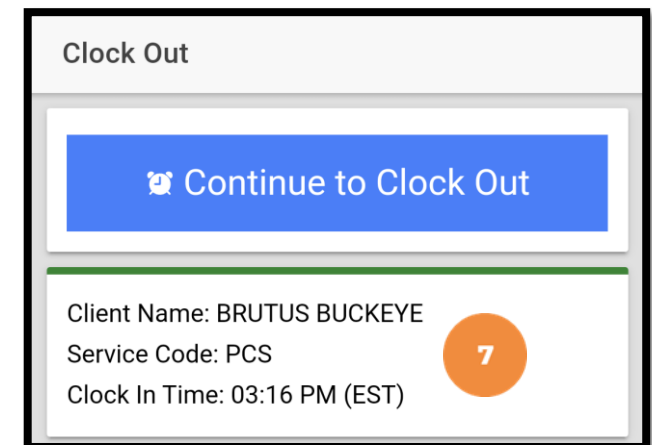 Clock Out
Continue to Clock Out
Client Name: BRUTUS BUCKEYE
Service Code: PCS
7
Clock In Time: 03:16 PM (EST)